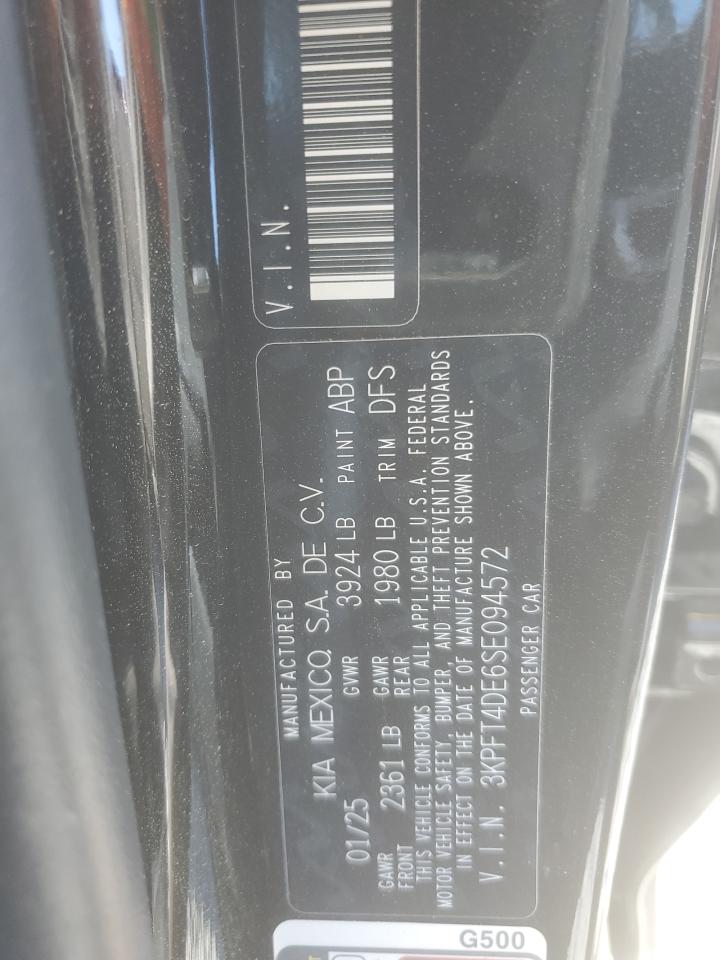 MANUFACTURED BY
KIA MEXICO, S.A. DE C.V.
01/25 GVWR 3924 LB PAINT ABP
GAWR FRONT 2361 LB GAWR REAR 1980 LB TRIM DFS
THIS VEHICLE CONFORMS TO ALL APPLICABLE U.S.A. FEDERAL
MOTOR VEHICLE SAFETY, BUMPER, AND THEFT PREVENTION STANDARDS
IN EFFECT ON THE DATE OF MANUFACTURE SHOWN ABOVE.
V.I.N. 3KPFT4DE6SE094572
PASSENGER CAR
V.I.N.
G500